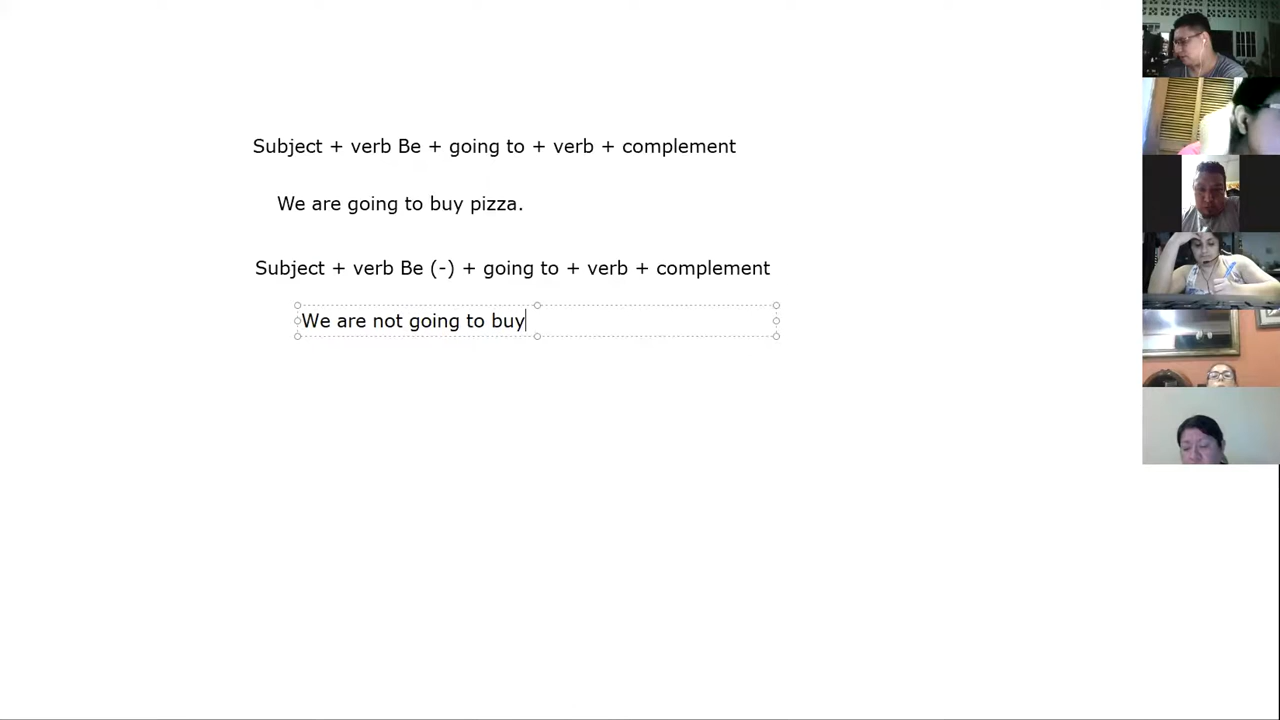 Subject + verb Be + going to + verb + complement
We are going to buy pizza.
Subject + verb Be (-) + going to + verb + complement
We are not going to buy